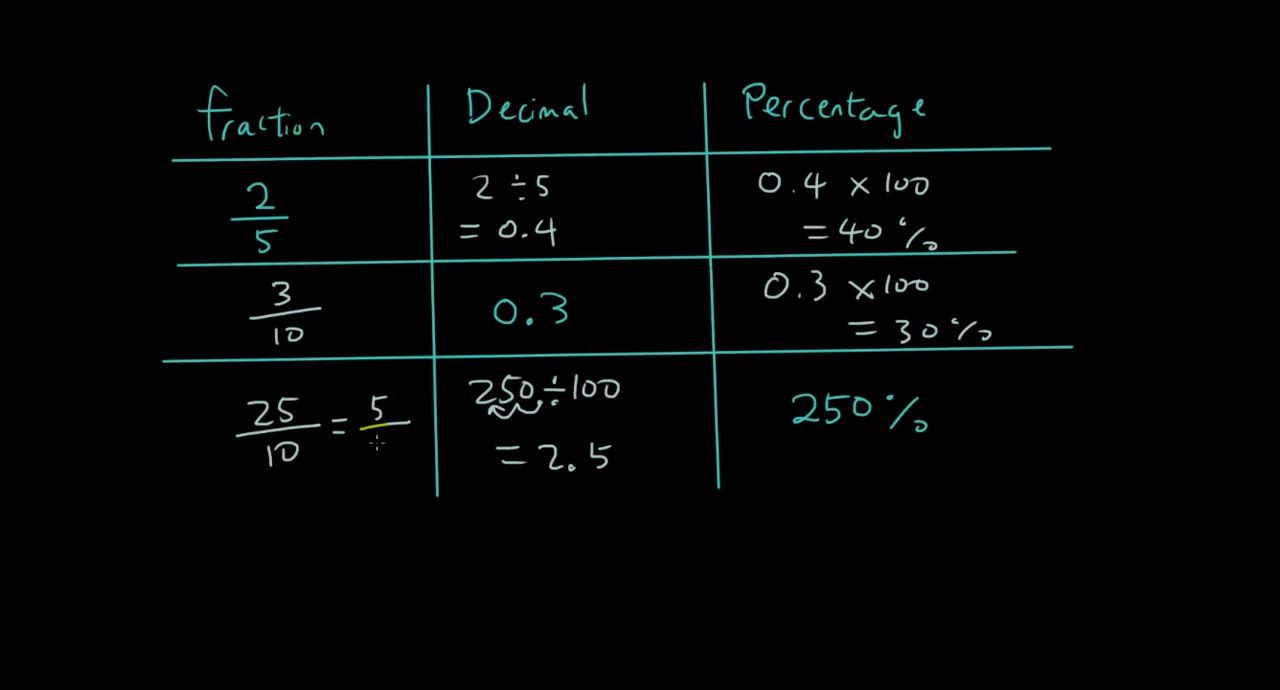 fraction Decimal Percentage
2/5 2 ÷ 5 0.4 × 100
= 0.4 = 40%
3/10 0.3 0.3 × 100
= 30%
25/10 = 5/ 250 ÷ 100 250%
= 2.5